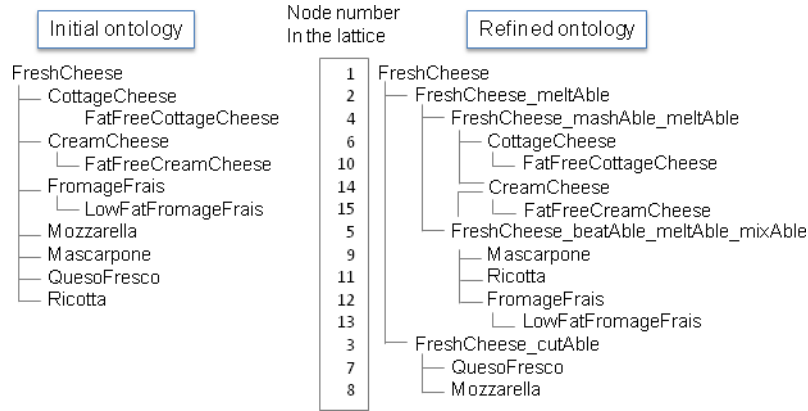 Initial ontology
Node number
In the lattice
Refined ontology
FreshCheese
CottageCheese
FatFreeCottageCheese
CreamCheese
FatFreeCreamCheese
FromageFrais
LowFatFromageFrais
Mozzarella
Mascarpone
QuesoFresco
Ricotta
1 FreshCheese
2 FreshCheese_meltAble
4 FreshCheese_mashAble_meltAble
6 CottageCheese
10 FatFreeCottageCheese
14 CreamCheese
15 FatFreeCreamCheese
5 FreshCheese_beatAble_meltAble_mixAble
9 Mascarpone
11 Ricotta
12 FromageFrais
13 LowFatFromageFrais
3 FreshCheese_cutAble
7 QuesoFresco
8 Mozzarella